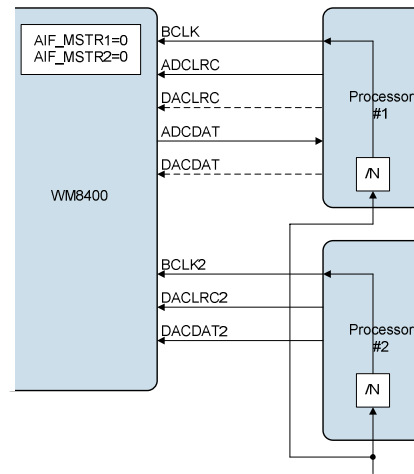 AIF_MSTR1=0
AIF_MSTR2=0
BCLK
ADCLRC
DACLRC
ADCDAT
DACDAT
WM8400
Processor
#1
/N
BCLK2
DACLRC2
DACDAT2
Processor
#2
/N